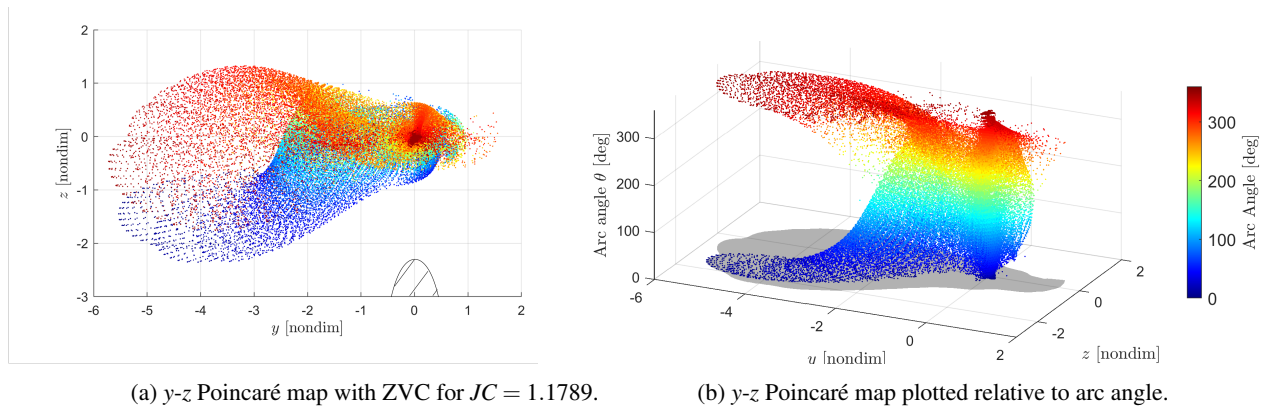 2
1
0
-1
-2
-3
z [nondim]
-6 -5 -4 -3 -2 -1 0 1 2
y [nondim]
(a) y-z Poincaré map with ZVC for JC = 1.1789.
300
200
100
0
Arc angle θ [deg]
-6
-4
-2
0
2
y [nondim]
2
0
-2
z [nondim]
300
200
100
0
Arc Angle [deg]
(b) y-z Poincaré map plotted relative to arc angle.